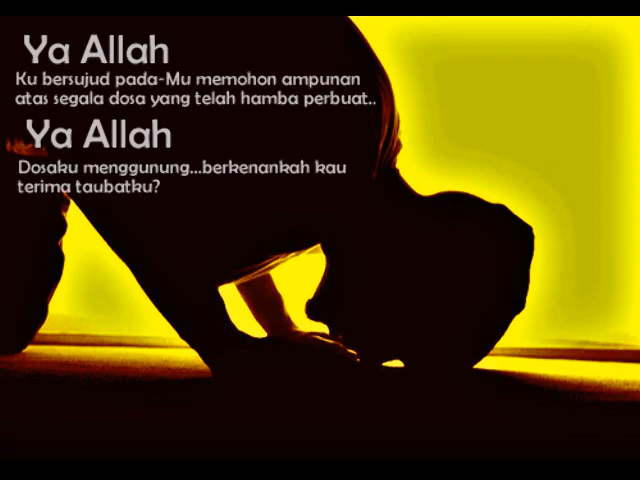 Ya Allah
Ku bersujud pada-Mu memohon ampunan
atas segala dosa yang telah hamba perbuat..
Ya Allah
Dosaku menggunung...berkenankah kau
terima taubatku?